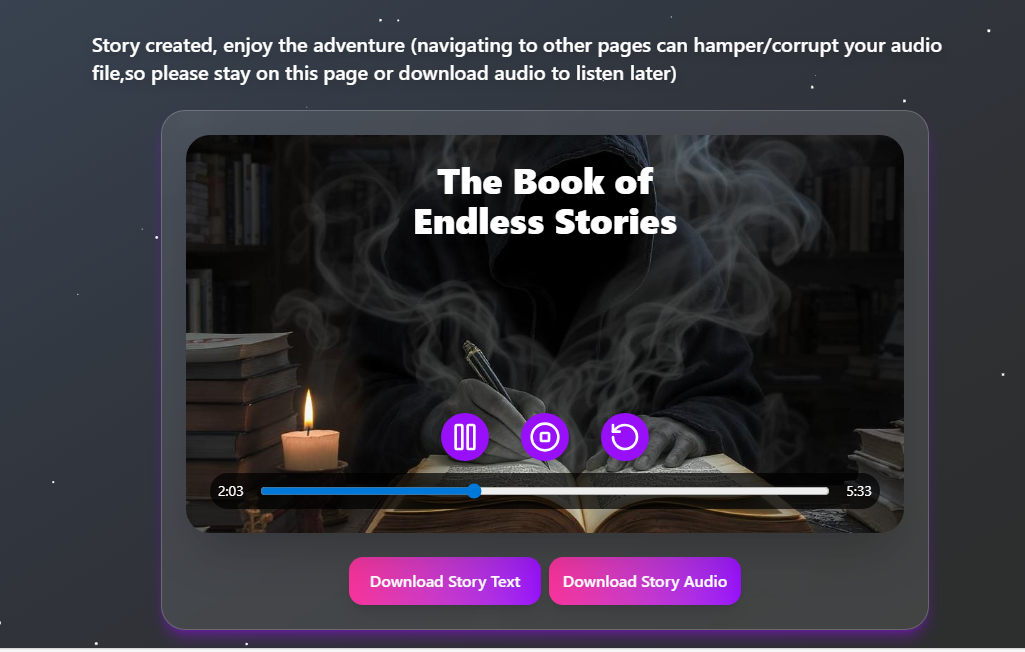 Story created, enjoy the adventure (navigating to other pages can hamper/corrupt your audio
file,so please stay on this page or download audio to listen later)
The Book of
Endless Stories
2:03
5:33
Download Story Text
Download Story Audio